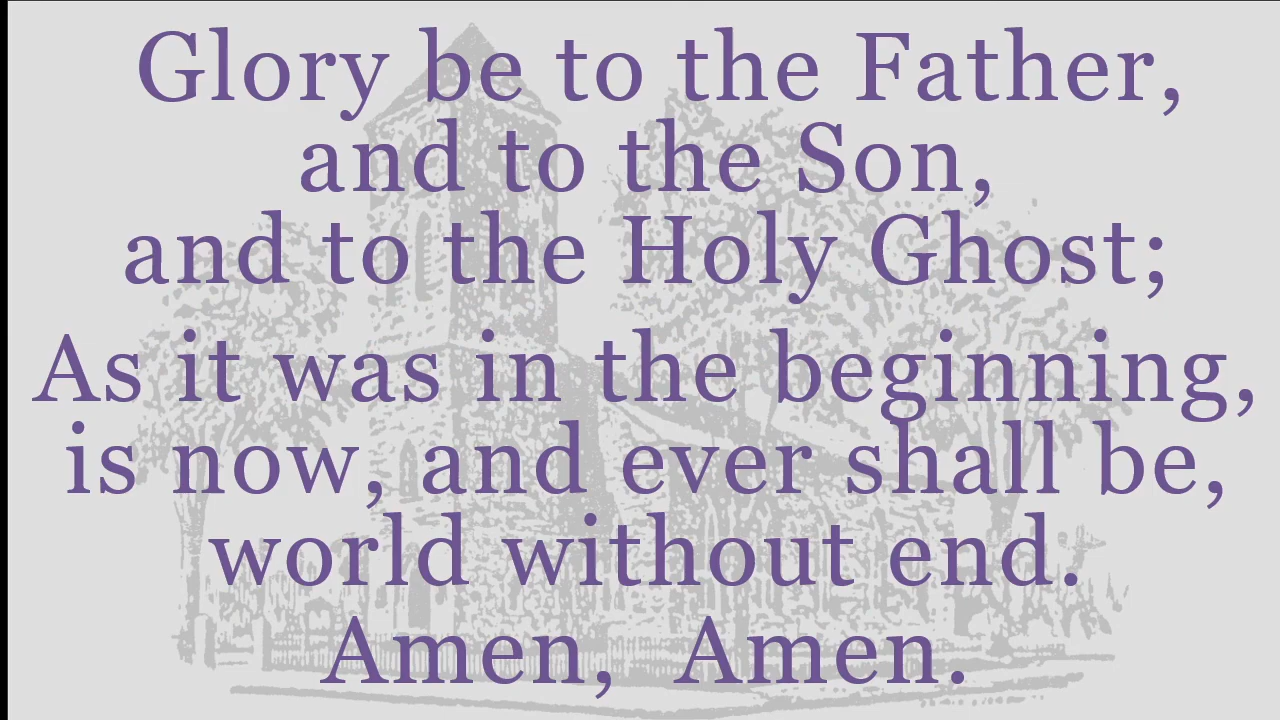 Glory be to the Father,
and to the Son,
and to the Holy Ghost;
As it was in the beginning,
is now, and ever shall be,
world without end.
Amen, Amen.